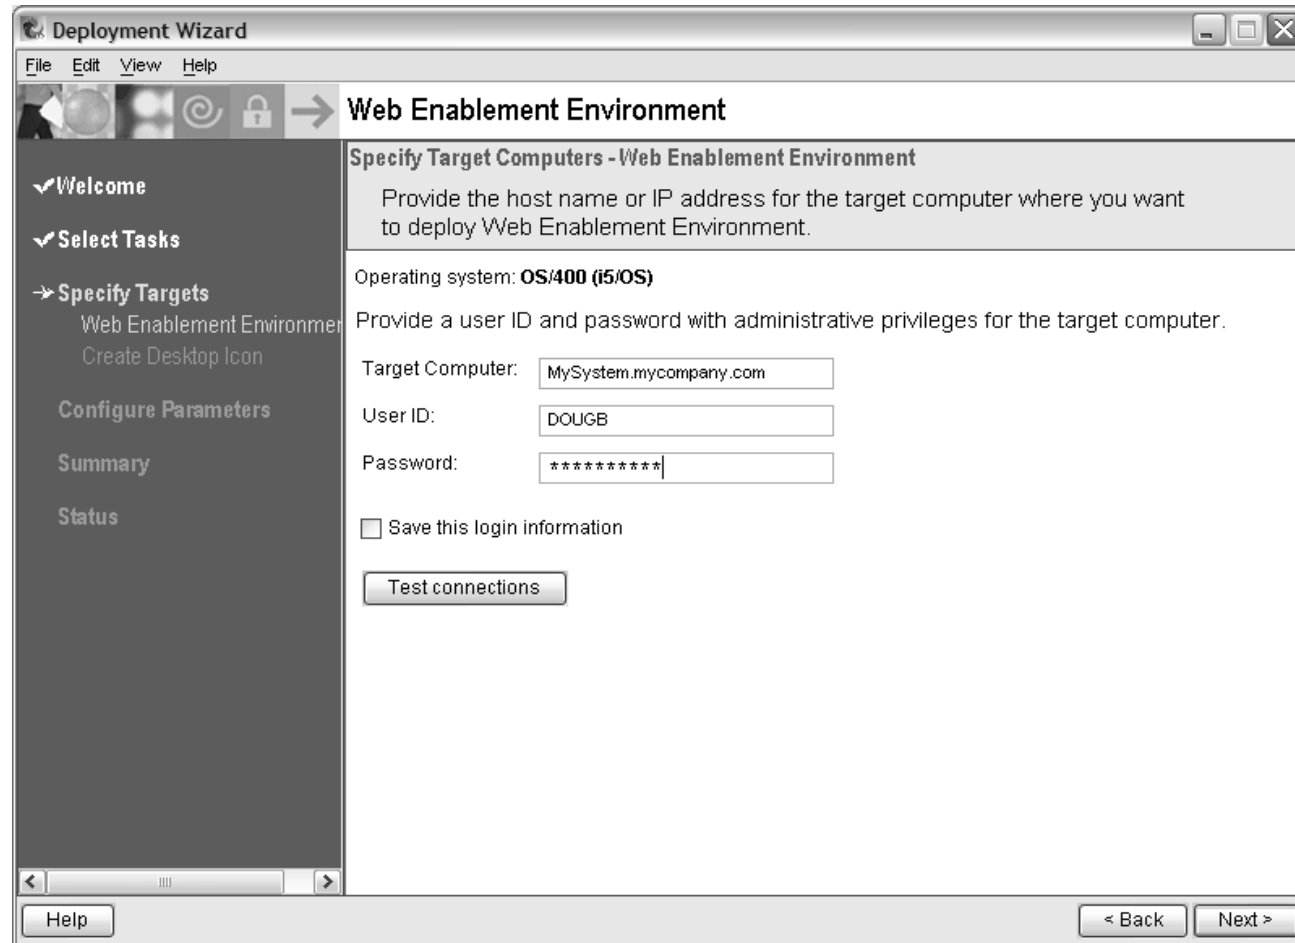 Deployment Wizard
File Edit View Help
Web Enablement Environment
Welcome
Select Tasks
Specify Targets
Web Enablement Environmer
Create Desktop Icon
Configure Parameters
Summary
Status
Specify Target Computers - Web Enablement Environment
Provide the host name or IP address for the target computer where you want
to deploy Web Enablement Environment.
Operating system: OS/400 (i5/OS)
Provide a user ID and password with administrative privileges for the target computer.
Target Computer: MySystem.mycompany.com
User ID: DOUGB
Password: **********
Save this login information
Test connections
Help
< Back
Next >